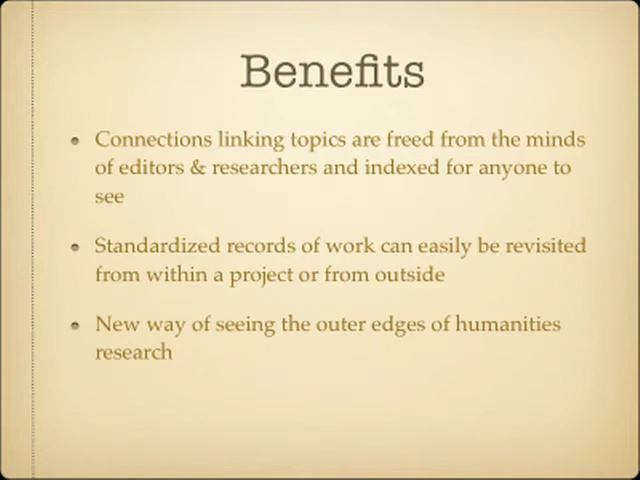 Benefits
Connections linking topics are freed from the minds
of editors & researchers and indexed for anyone to
see
Standardized records of work can easily be revisited
from within a project or from outside
New way of seeing the outer edges of humanities
research